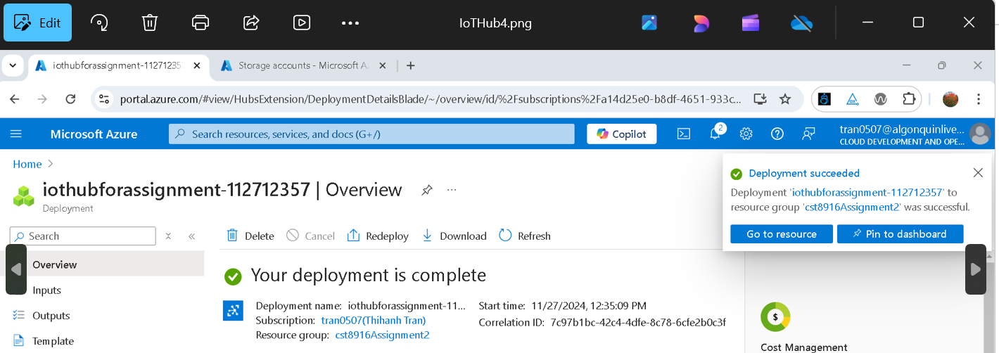 Edit
IoTHub4.png
iothubforassignment-112712357
Storage accounts - Microsoft A
portal.azure.com/#view/HubsExtension/DeploymentDetailsBlade/~/overview/id/%2Fsubscriptions%2Fa14d25e0-b8df-4651-933c...
Microsoft Azure
Search resources, services, and docs (G+/)
Copilot
2
tran0507@algonquinlive...
CLOUD DEVELOPMENT AND OPE...
Home
Deployment succeeded
Deployment 'iothubforassignment-112712357' to
resource group 'cst8916Assignment2' was successful.
Go to resource
Pin to dashboard
iothubforassignment-112712357 | Overview
Deployment
Search
Delete
Cancel
Redeploy
Download
Refresh
Overview
Inputs
Outputs
Template
Your deployment is complete
Deployment name: iothubforassignment-11...
Subscription: tran0507(Thihanh Tran)
Resource group: cst8916Assignment2
Start time: 11/27/2024, 12:35:09 PM
Correlation ID: 7c97b1bc-42c4-4dfe-8c78-6cfe2b0c3f
$
Cost Management